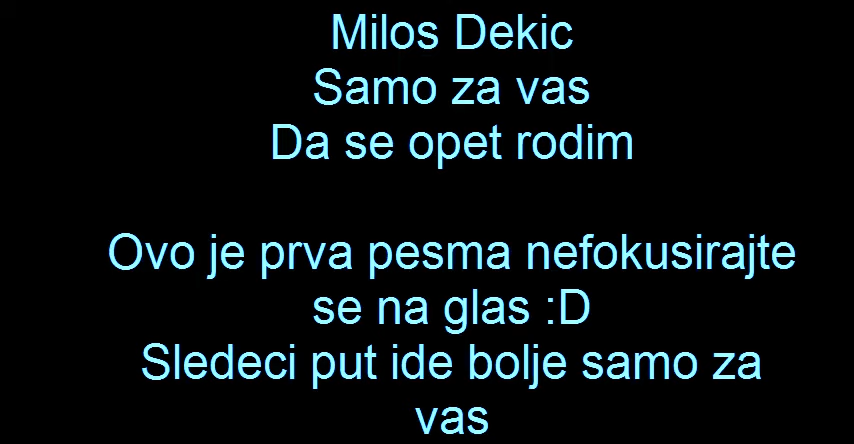 Milos Dekic
Samo za vas
Da se opet rodim
Ovo je prva pesma nefokusirajte
se na glas :D
Sledeci put ide bolje samo za
vas